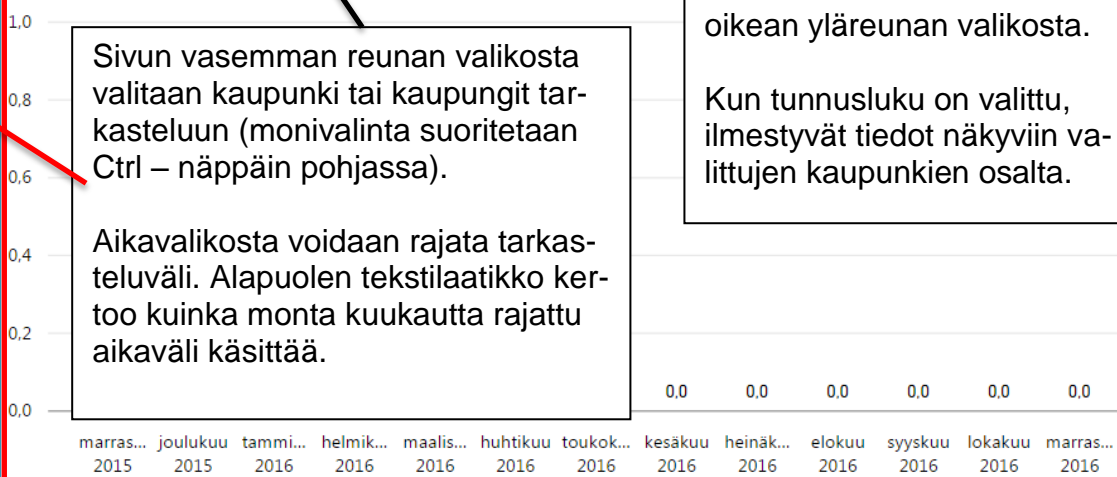 1,0
0,8
0,6
0,4
0,2
0,0
Sivun vasemman reunan valikosta
valitaan kaupunki tai kaupungit tar-
kasteluun (monivalinta suoritetaan
Ctrl – näppäin pohjassa).
Aikavalikosta voidaan rajata tarkas-
teluväli. Alapuolen tekstilaatikko ker-
too kuinka monta kuukautta rajattu
aikaväli käsittää.
oikean yläreunan valikosta.
Kun tunnusluku on valittu,
ilmestyvät tiedot näkyviin va-
littujen kaupunkien osalta.
0,0 0,0 0,0 0,0 0,0 0,0
marras... joulukuu tammi... helmik... maalis... huhtikuu toukok... kesäkuu heinäk... elokuu syyskuu lokakuu marras...
2015 2015 2016 2016 2016 2016 2016 2016 2016 2016 2016 2016 2016